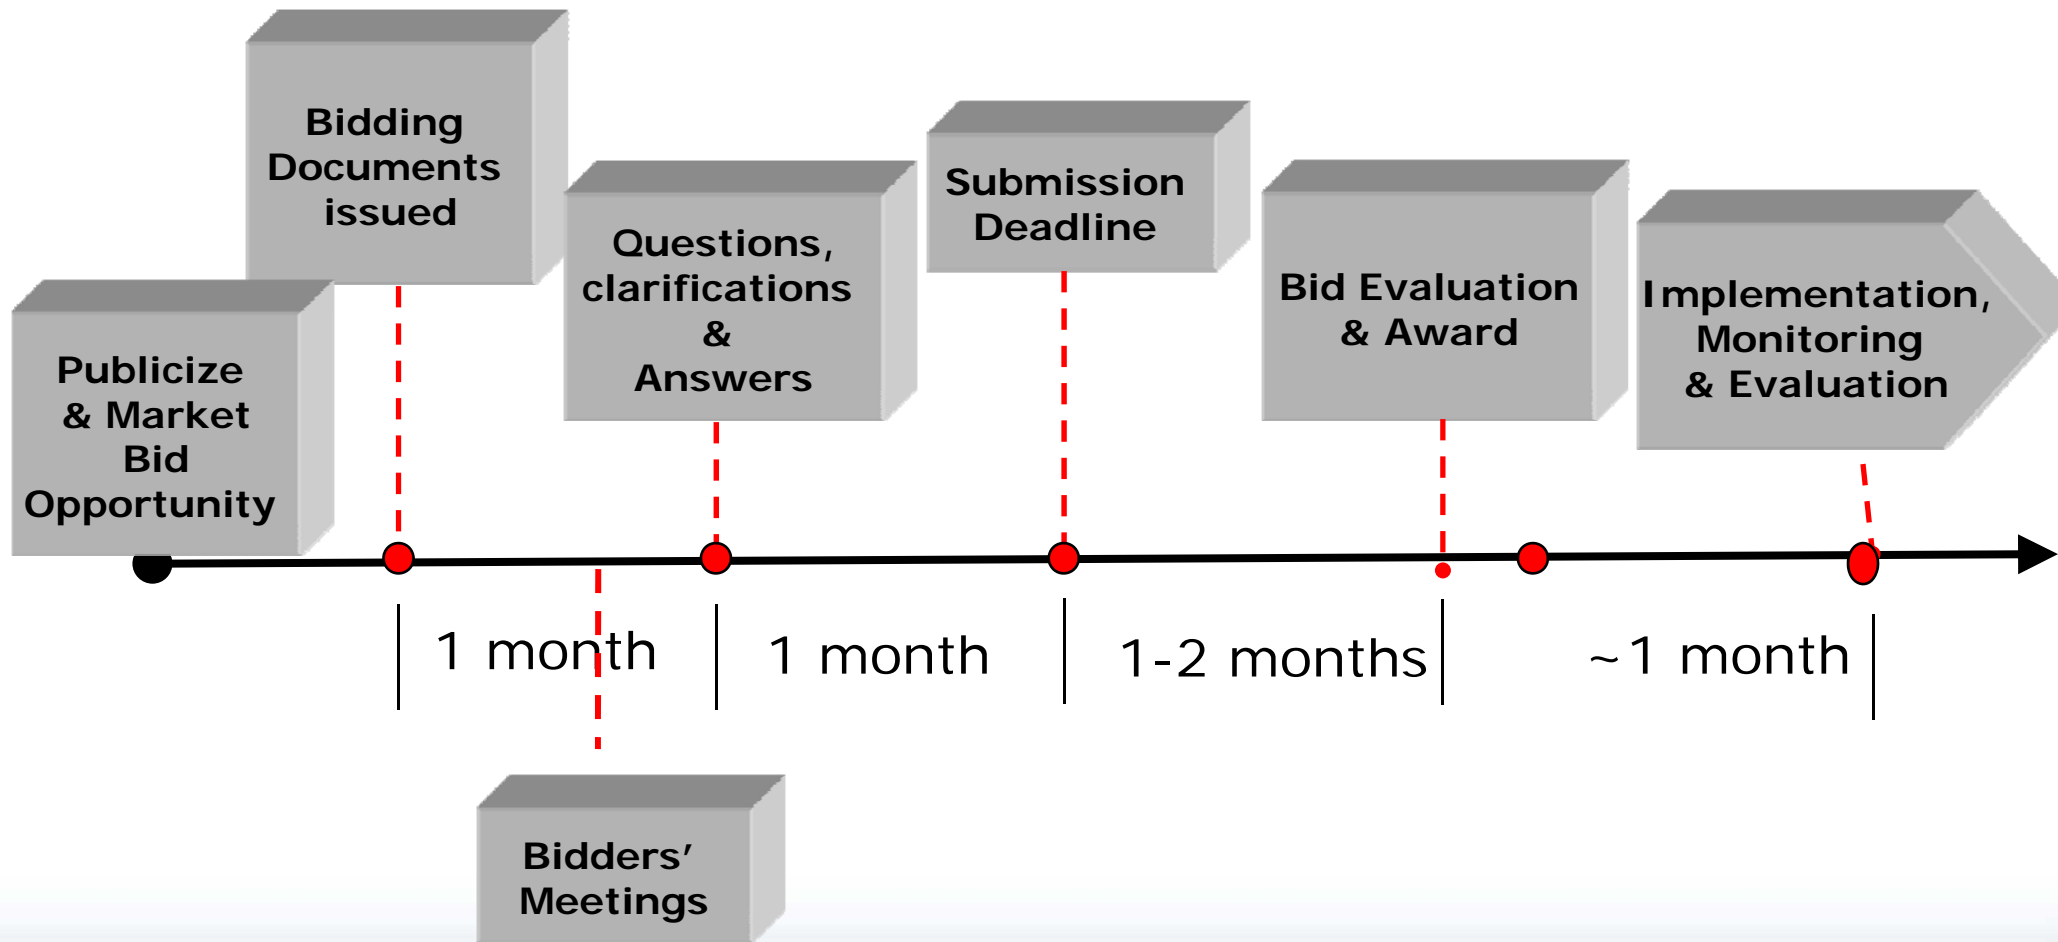 Bidding
Documents
issued
Submission
Deadline
Questions,
clarifications
&
Answers
Bid Evaluation
& Award
Implementation,
Monitoring
& Evaluation
Publicize
& Market
Bid
Opportunity
1 month
1 month
1-2 months
~1 month
Bidders’
Meetings